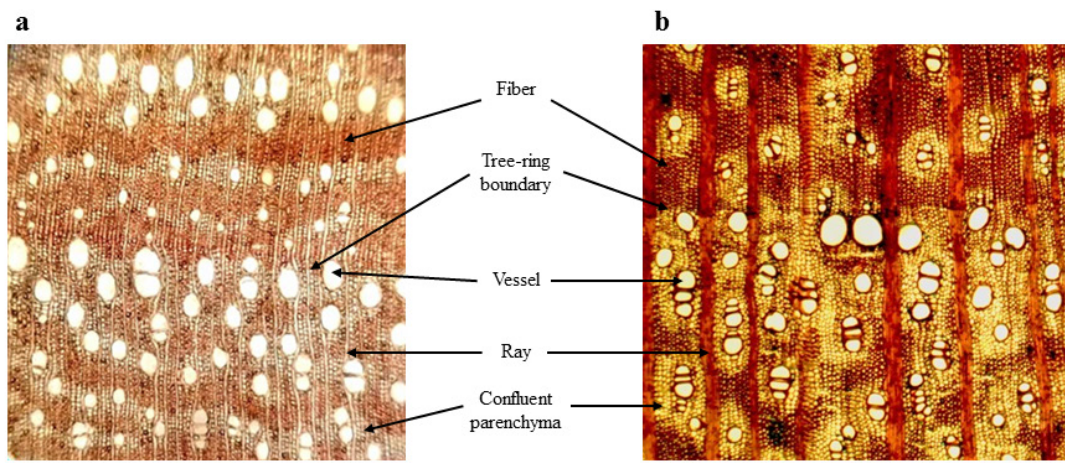 a
b
Fiber
Tree-ring
boundary
Vessel
Ray
Confluent
parenchyma